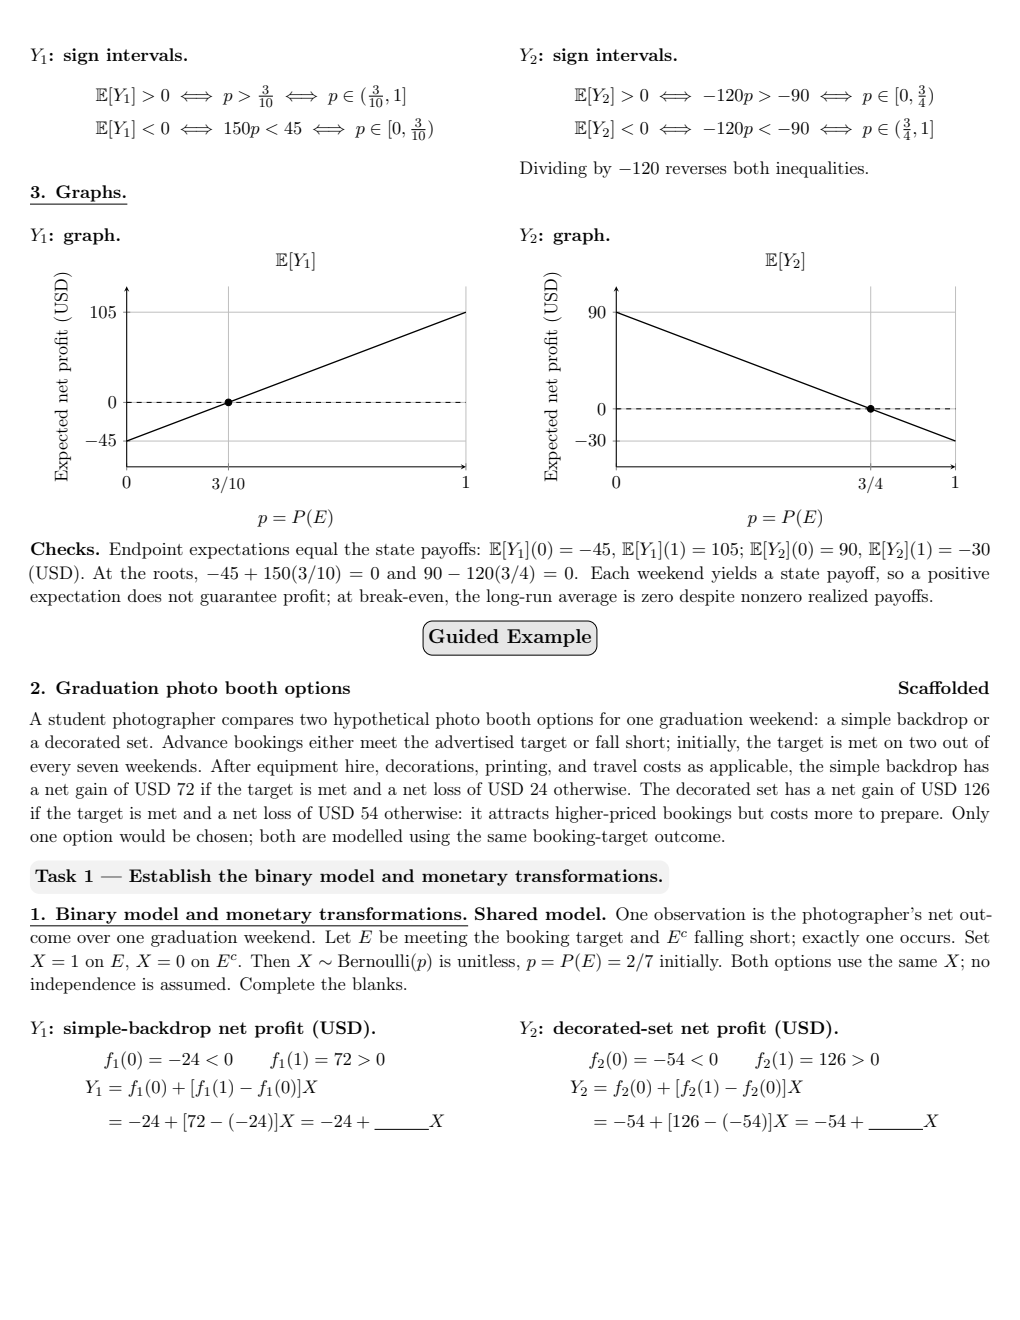 Y₁: sign intervals.
𝔼[Y₁] > 0 ⟺ p > 3/10 ⟺ p ∈ (3/10, 1]
𝔼[Y₁] < 0 ⟺ 150p < 45 ⟺ p ∈ [0, 3/10)
Y₂: sign intervals.
𝔼[Y₂] > 0 ⟺ −120p > −90 ⟺ p ∈ [0, 3/4)
𝔼[Y₂] < 0 ⟺ −120p < −90 ⟺ p ∈ (3/4, 1]
Dividing by −120 reverses both inequalities.
3. Graphs.
Y₁: graph.
𝔼[Y₁]
Expected net profit (USD)
105
0
−45
0
3/10
1
p = P(E)
Y₂: graph.
𝔼[Y₂]
Expected net profit (USD)
90
0
−30
0
3/4
1
p = P(E)
Checks. Endpoint expectations equal the state payoffs: 𝔼[Y₁](0) = −45, 𝔼[Y₁](1) = 105; 𝔼[Y₂](0) = 90, 𝔼[Y₂](1) = −30
(USD). At the roots, −45 + 150(3/10) = 0 and 90 − 120(3/4) = 0. Each weekend yields a state payoff, so a positive
expectation does not guarantee profit; at break-even, the long-run average is zero despite nonzero realized payoffs.
Guided Example
2. Graduation photo booth options Scaffolded
A student photographer compares two hypothetical photo booth options for one graduation weekend: a simple backdrop or
a decorated set. Advance bookings either meet the advertised target or fall short; initially, the target is met on two out of
every seven weekends. After equipment hire, decorations, printing, and travel costs as applicable, the simple backdrop has
a net gain of USD 72 if the target is met and a net loss of USD 24 otherwise. The decorated set has a net gain of USD 126
if the target is met and a net loss of USD 54 otherwise: it attracts higher-priced bookings but costs more to prepare. Only
one option would be chosen; both are modelled using the same booking-target outcome.
Task 1 — Establish the binary model and monetary transformations.
1. Binary model and monetary transformations. Shared model. One observation is the photographer's net out-
come over one graduation weekend. Let E be meeting the booking target and Eᶜ falling short; exactly one occurs. Set
X = 1 on E, X = 0 on Eᶜ. Then X ∼ Bernoulli(p) is unitless, p = P(E) = 2/7 initially. Both options use the same X; no
independence is assumed. Complete the blanks.
Y₁: simple-backdrop net profit (USD).
f₁(0) = −24 < 0 f₁(1) = 72 > 0
Y₁ = f₁(0) + [f₁(1) − f₁(0)]X
= −24 + [72 − (−24)]X = −24 + ______X
Y₂: decorated-set net profit (USD).
f₂(0) = −54 < 0 f₂(1) = 126 > 0
Y₂ = f₂(0) + [f₂(1) − f₂(0)]X
= −54 + [126 − (−54)]X = −54 + ______X